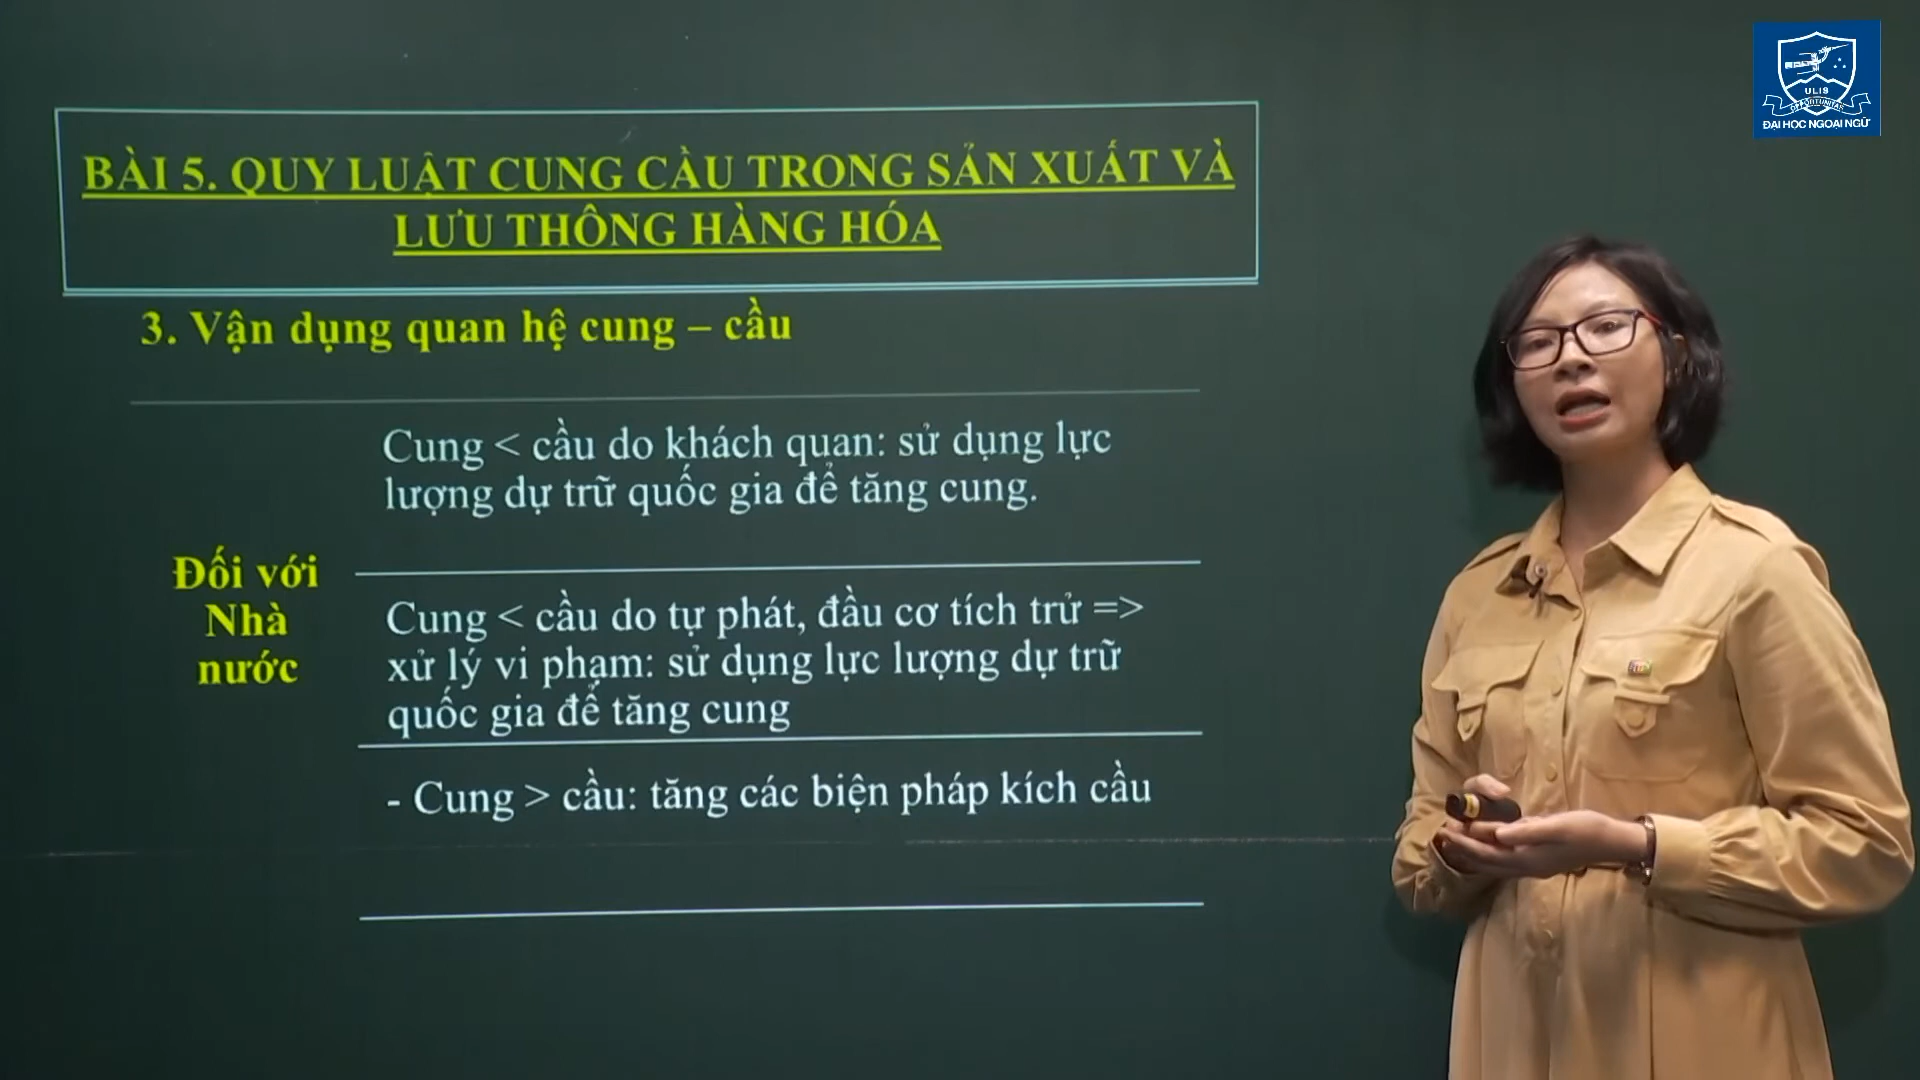 BÀI 5. QUY LUẬT CUNG CẦU TRONG SẢN XUẤT VÀ
LƯU THÔNG HÀNG HÓA
3. Vận dụng quan hệ cung – cầu
Cung < cầu do khách quan: sử dụng lực
lượng dự trữ quốc gia để tăng cung.
Đối với
Nhà
nước
Cung < cầu do tự phát, đầu cơ tích trử =>
xử lý vi phạm: sử dụng lực lượng dự trữ
quốc gia để tăng cung
- Cung > cầu: tăng các biện pháp kích cầu
ULIS
OPPORTUNITAS
ĐẠI HỌC NGOẠI NGỮ